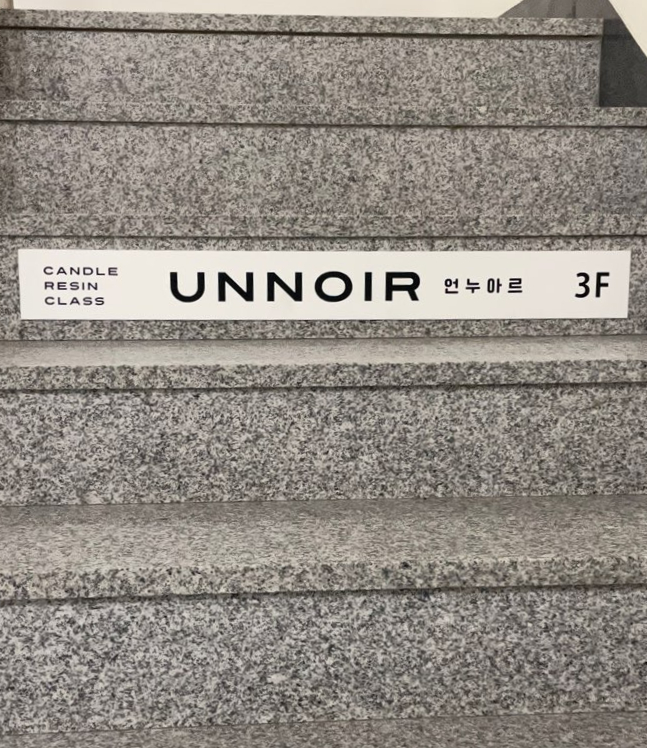 CANDLE
RESIN
CLASS
UNNOIR 언누아르 3F